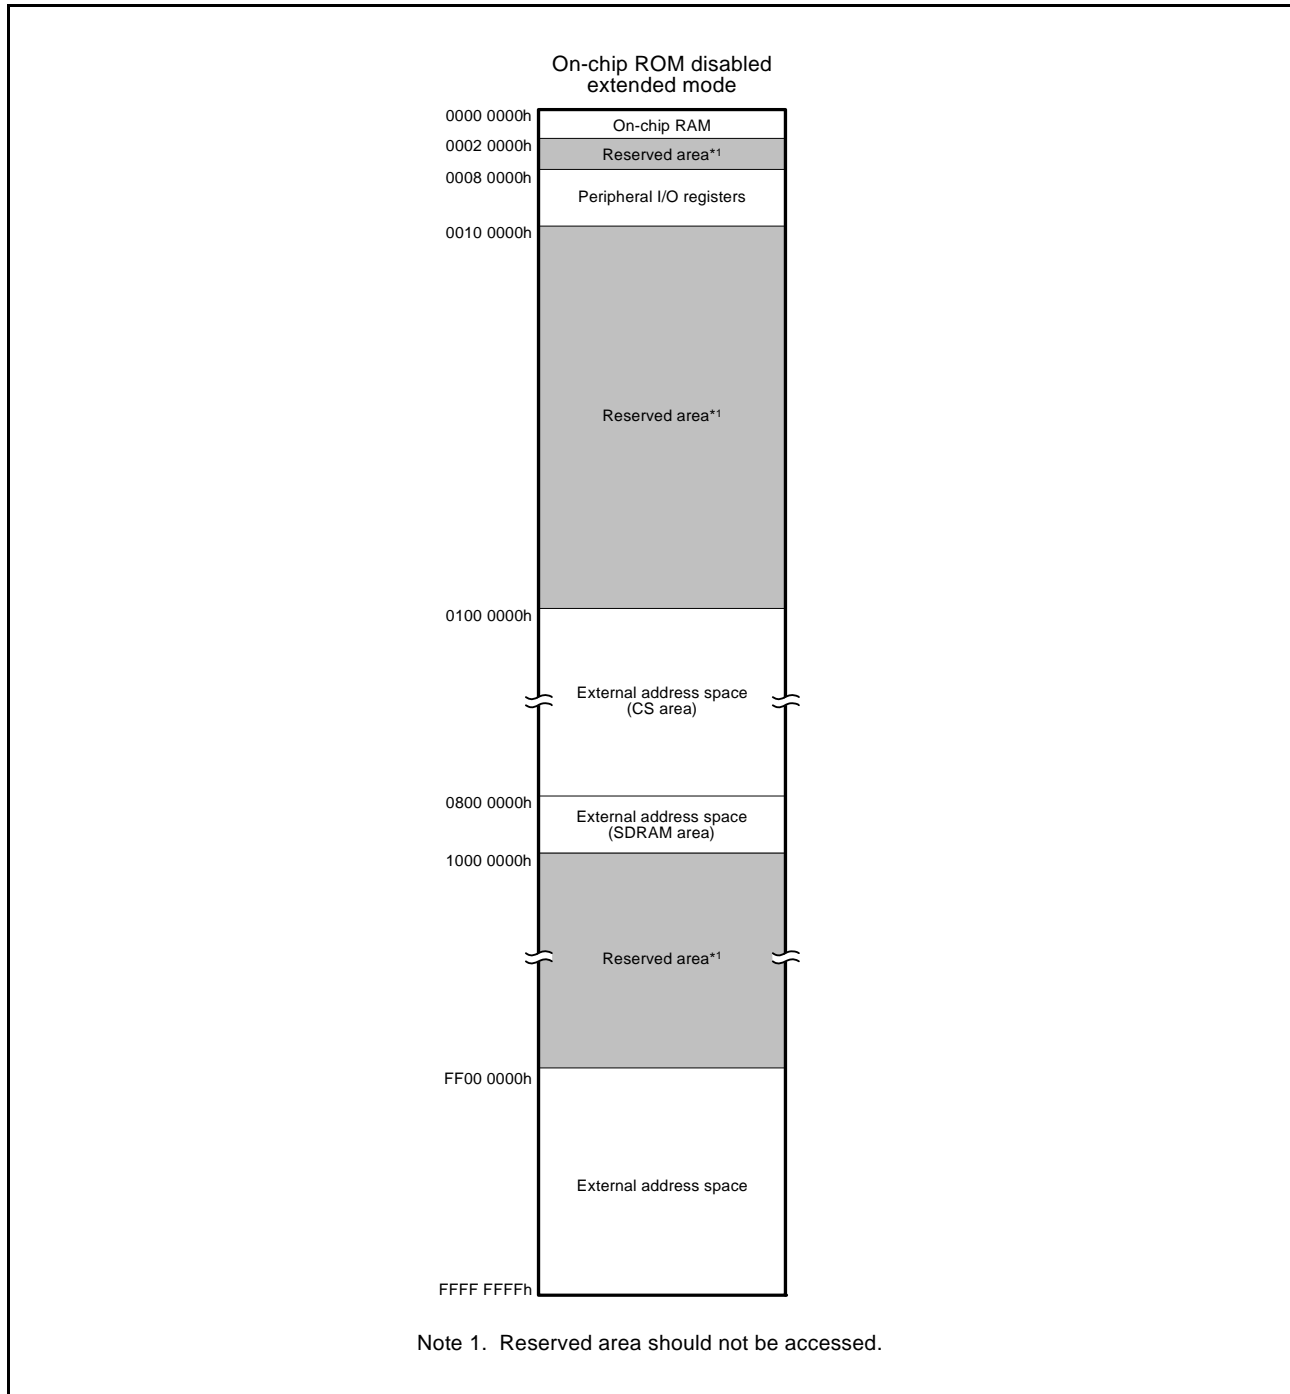 On-chip ROM disabled
extended mode
0000 0000h
On-chip RAM
0002 0000h
Reserved area*1
0008 0000h
Peripheral I/O registers
0010 0000h
Reserved area*1
0100 0000h
External address space
(CS area)
0800 0000h
External address space
(SDRAM area)
1000 0000h
Reserved area*1
FF00 0000h
External address space
FFFF FFFFh
Note 1.  Reserved area should not be accessed.